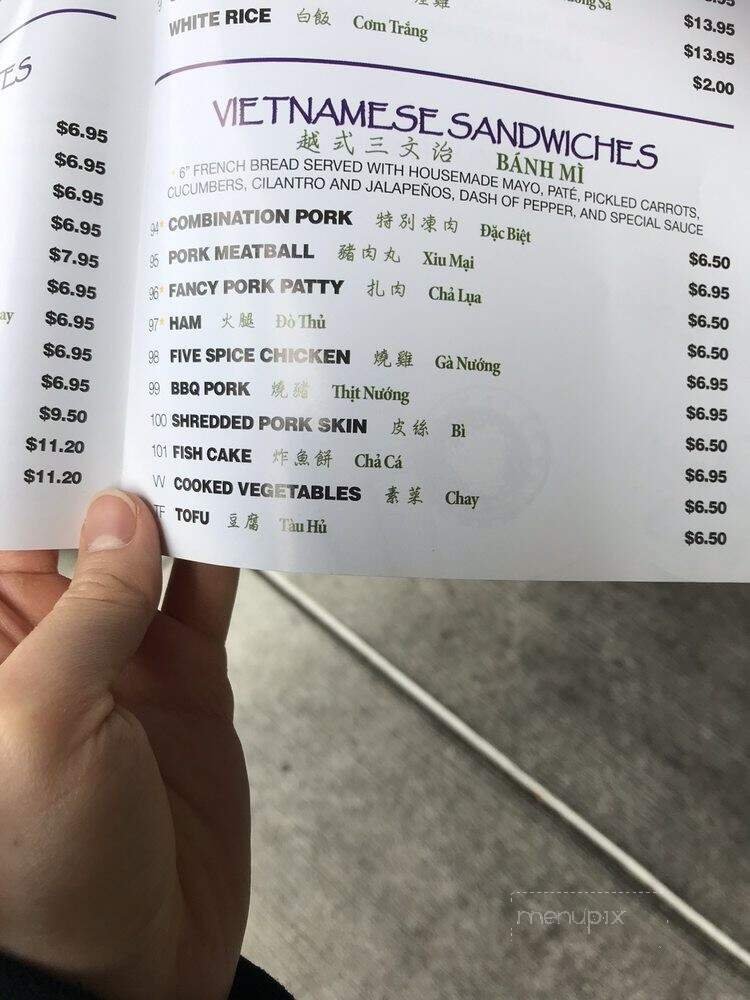 $13.95
WHITE RICE 白飯 Cơm Trắng $13.95
$2.00
$6.95
$6.95
$6.95
$6.95
$7.95
$6.95
ay $6.95
$6.95
$6.95
$9.50
$11.20
$11.20
VIETNAMESE SANDWICHES
越式三文治 BÁNH MÌ
* 6" FRENCH BREAD SERVED WITH HOUSEMADE MAYO, PATÉ, PICKLED CARROTS,
CUCUMBERS, CILANTRO AND JALAPEÑOS, DASH OF PEPPER, AND SPECIAL SAUCE
94* COMBINATION PORK 特別凍肉 Đặc Biệt $6.50
95 PORK MEATBALL 豬肉丸 Xiu Mại $6.95
96* FANCY PORK PATTY 扎肉 Chả Lụa $6.50
97* HAM 火腿 Đò Thủ $6.50
98 FIVE SPICE CHICKEN 燒雞 Gà Nướng $6.95
99 BBQ PORK 燒豬 Thịt Nướng $6.95
100 SHREDDED PORK SKIN 皮絲 Bì $6.50
101 FISH CAKE 炸魚餅 Chả Cá $6.95
VV COOKED VEGETABLES 素菜 Chay $6.50
TF TOFU 豆腐 Tàu Hủ $6.50
menupix